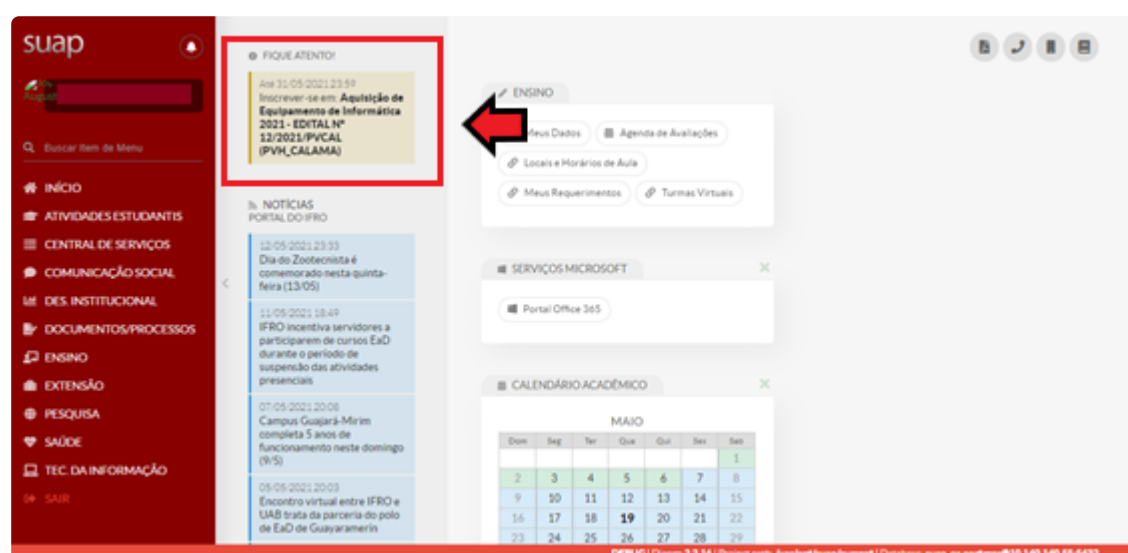 suap
Buscar Item de Menu
INÍCIO
ATIVIDADES ESTUDANTIS
CENTRAL DE SERVIÇOS
COMUNICAÇÃO SOCIAL
DES. INSTITUCIONAL
DOCUMENTOS/PROCESSOS
ENSINO
EXTENSÃO
PESQUISA
SAÚDE
TEC. DA INFORMAÇÃO
SAIR
FIQUE ATENTO!
Até 31/05/2021 23:59
Inscrever-se em: Aquisição de
Equipamento de Informática
2021 - EDITAL Nº
12/2021/PVCAL
(PVH_CALAMA)
NOTÍCIAS
PORTAL DO IFRO
12/05/2021 23:33
Dia do Zootecnista é
comemorado nesta quinta-
feira (13/05)
11/05/2021 18:49
IFRO incentiva servidores a
participarem de cursos EaD
durante o período de
suspensão das atividades
presenciais
07/05/2021 20:08
Campus Guajará-Mirim
completa 5 anos de
funcionamento neste domingo
(9/5)
05/05/2021 20:03
Encontro virtual entre IFRO e
UAB trata da parceria do polo
de EaD de Guayaramerin
ENSINO
Meus Dados Agenda de Avaliações
Locais e Horários de Aula
Meus Requerimentos Turmas Virtuais
SERVIÇOS MICROSOFT
Portal Office 365
CALENDÁRIO ACADÊMICO
MAIO
Dom Seg Ter Qua Qui Sex Sab
1
2 3 4 5 6 7 8
9 10 11 12 13 14 15
16 17 18 19 20 21 22
23 24 25 26 27 28 29